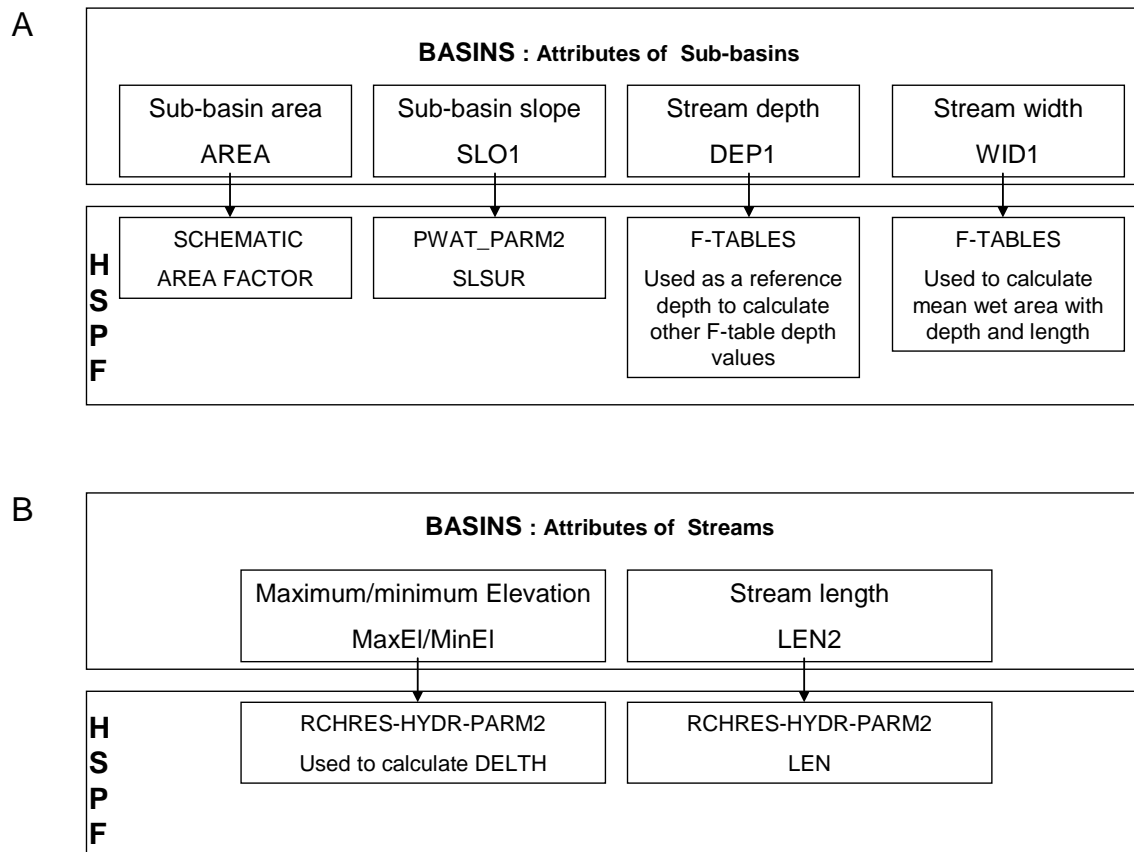 A
BASINS : Attributes of Sub-basins
Sub-basin area
AREA
Sub-basin slope
SLO1
Stream depth
DEP1
Stream width
WID1
HSPF
SCHEMATIC
AREA FACTOR
PWAT_PARM2
SLSUR
F-TABLES
Used as a reference
depth to calculate
other F-table depth
values
F-TABLES
Used to calculate
mean wet area with
depth and length
B
BASINS : Attributes of Streams
Maximum/minimum Elevation
MaxEl/MinEl
Stream length
LEN2
HSPF
RCHRES-HYDR-PARM2
Used to calculate DELTH
RCHRES-HYDR-PARM2
LEN